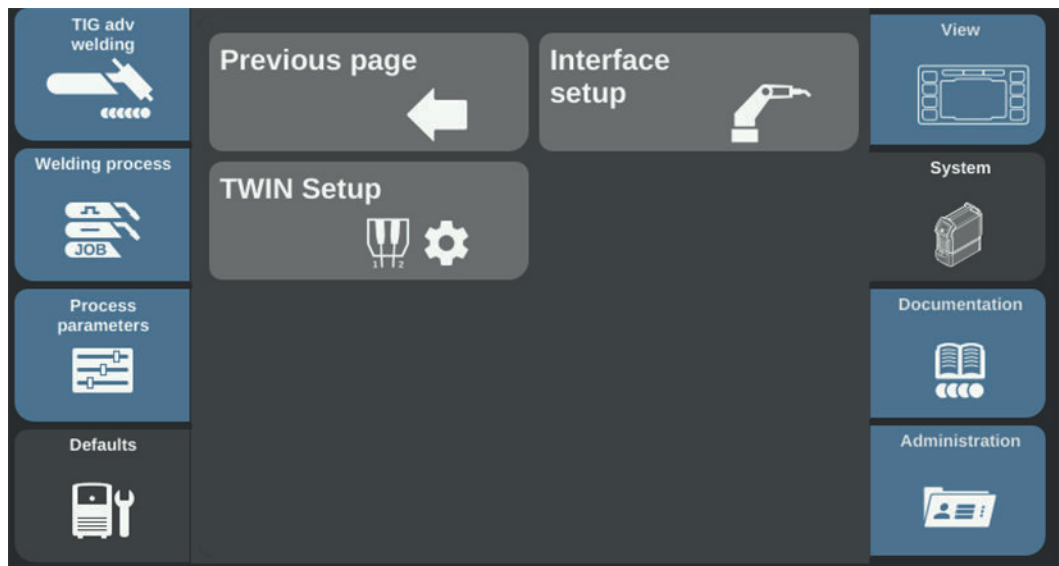 TIG adv
welding
Welding process
JOB
Process
parameters
Defaults
Previous page
Interface
setup
TWIN Setup
1 2
View
System
Documentation
Administration